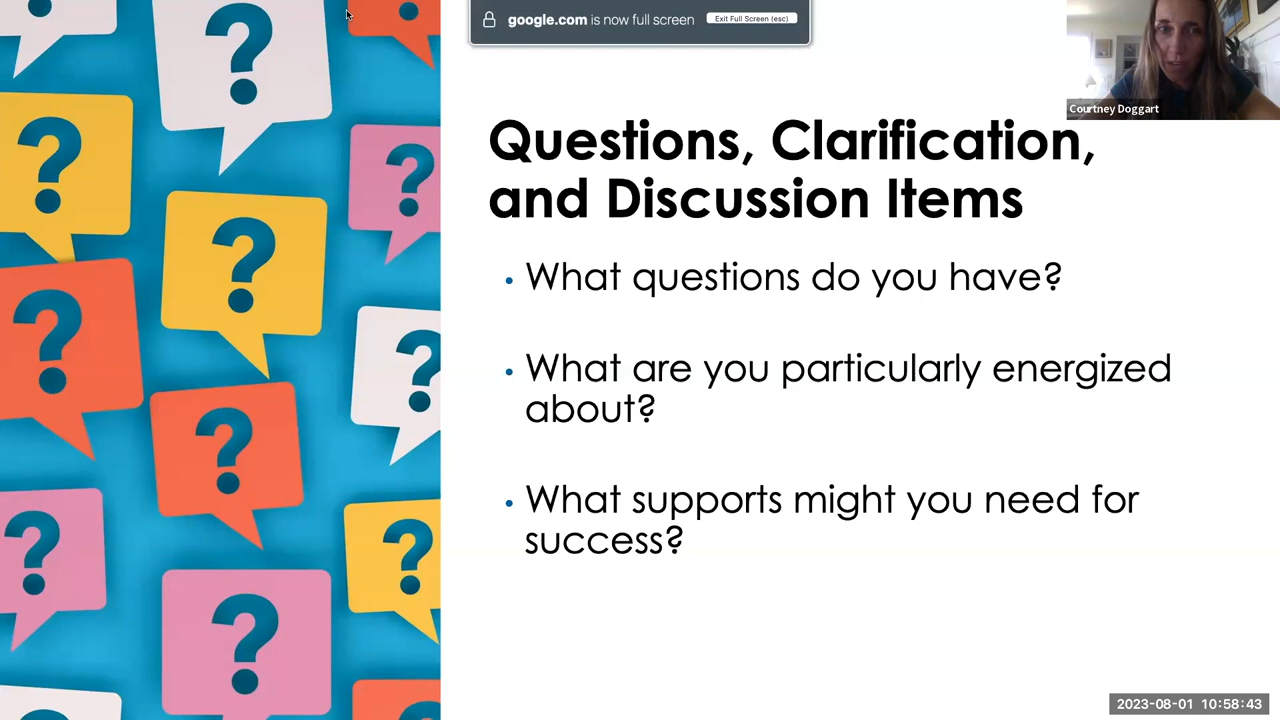 google.com is now full screen
Exit Full Screen (esc)
Courtney Doggart
Questions, Clarification,
and Discussion Items
• What questions do you have?
• What are you particularly energized
about?
• What supports might you need for
success?
2023-08-01 10:58:43
? ? ? ? ? ? ? ? ? ? ? ? ? ?